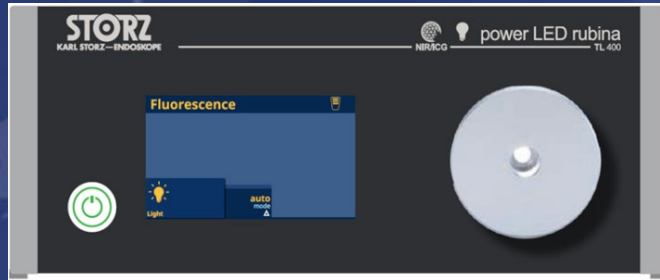 STORZ
KARL STORZ—ENDOSKOPE
NIR/ICG
power LED rubina
TL 400
Fluorescence
Light
auto
mode